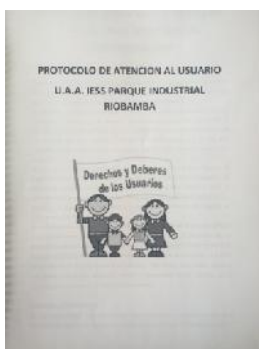 PROTOCOLO DE ATENCION AL USUARIO
U.A.A. IESS PARQUE INDUSTRIAL
RIOBAMBA
Derechos y Deberes
de los Usuarios